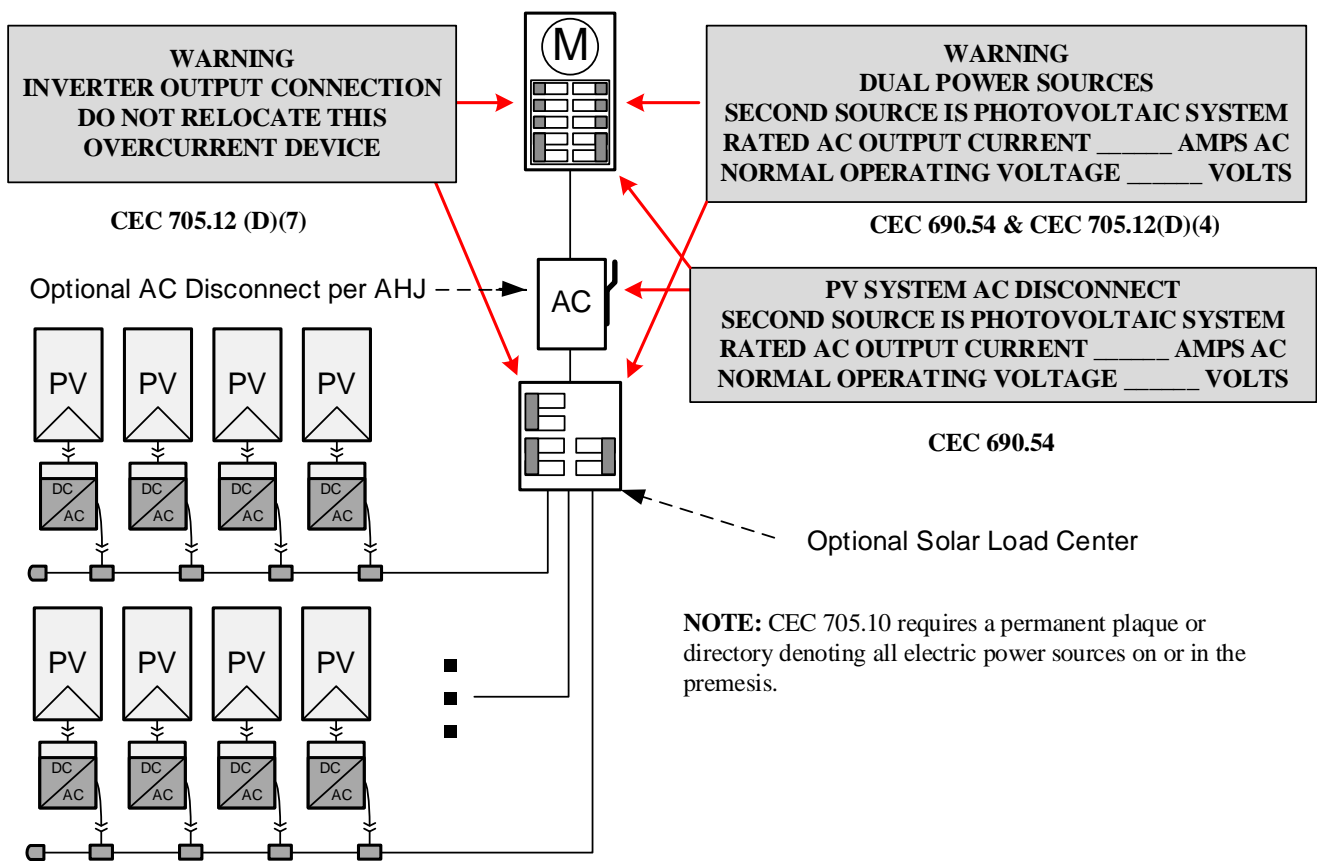 WARNING
INVERTER OUTPUT CONNECTION
DO NOT RELOCATE THIS
OVERCURRENT DEVICE
CEC 705.12 (D)(7)
M
WARNING
DUAL POWER SOURCES
SECOND SOURCE IS PHOTOVOLTAIC SYSTEM
RATED AC OUTPUT CURRENT ______ AMPS AC
NORMAL OPERATING VOLTAGE ______ VOLTS
CEC 690.54 & CEC 705.12(D)(4)
Optional AC Disconnect per AHJ
AC
PV SYSTEM AC DISCONNECT
SECOND SOURCE IS PHOTOVOLTAIC SYSTEM
RATED AC OUTPUT CURRENT ______ AMPS AC
NORMAL OPERATING VOLTAGE ______ VOLTS
CEC 690.54
PV PV PV PV
DC DC DC DC
AC AC AC AC
Optional Solar Load Center
PV PV PV PV
DC DC DC DC
AC AC AC AC
NOTE: CEC 705.10 requires a permanent plaque or
directory denoting all electric power sources on or in the
premesis.